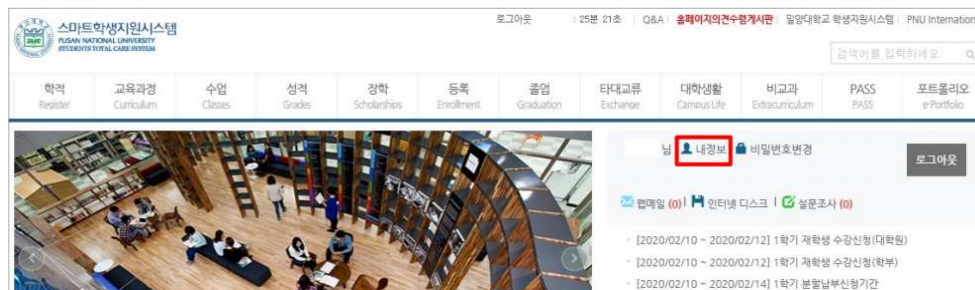 로그아웃 : 25분 21초 | Q&A 홈페이지의견수렴게시판 밀양대학교 학생지원시스템 PNU International
스마트학생지원시스템
PUSAN NATIONAL UNIVERSITY
STUDENTS TOTAL CARE SYSTEM
검색어를 입력하세요.
학적 교육과정 수업 성적 장학 등록 졸업 타대교류 대학생활 비교과 PASS 포트폴리오
Register Curriculum Classes Grades Scholarships Enrollment Graduation Exchange Campus Life Extracurriculum PASS e-Portfolio
님 내정보 비밀번호변경
로그아웃
웹메일 (0) | 인터넷 디스크 | 설문조사 (0)
[2020/02/10 ~ 2020/02/12] 1학기 재학생 수강신청(대학원)
[2020/02/10 ~ 2020/02/12] 1학기 재학생 수강신청(학부)
[2020/02/10 ~ 2020/02/14] 1학기 분할납부신청기간